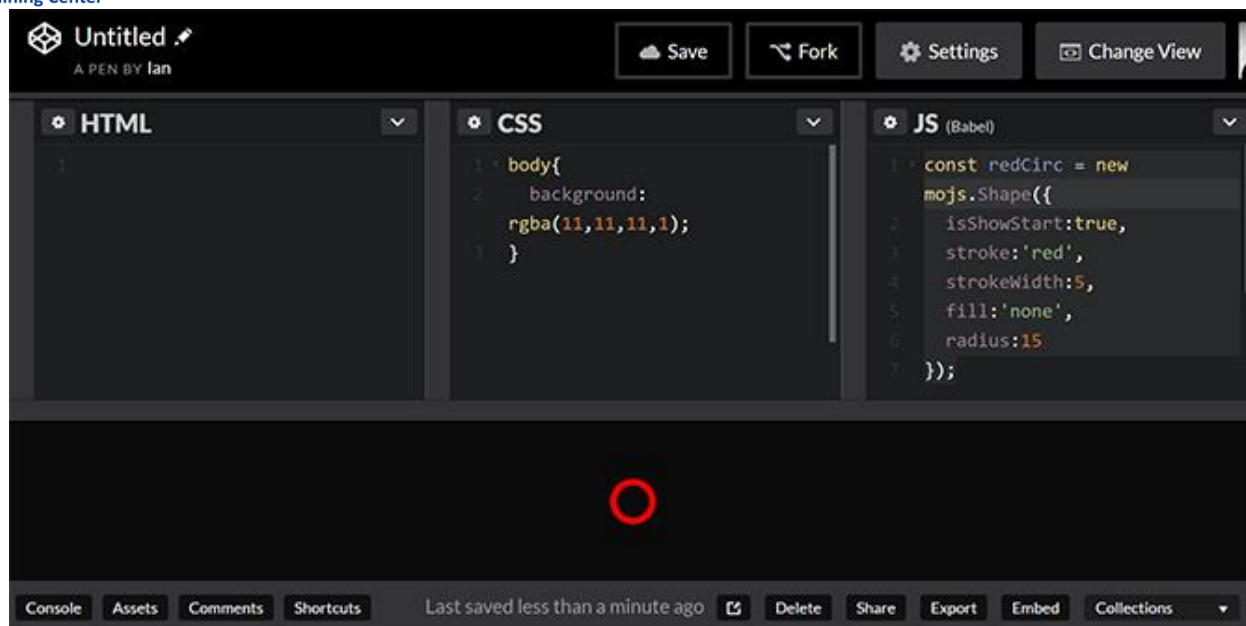 ining Center
Untitled
A PEN BY Ian
Save
Fork
Settings
Change View
HTML
1
CSS
1 body{
2 background:
rgba(11,11,11,1);
3 }
JS (Babel)
1 const redCirc = new
mojs.Shape({
2 isShowStart:true,
3 stroke:'red',
4 strokeWidth:5,
5 fill:'none',
6 radius:15
7 });
Console Assets Comments Shortcuts Last saved less than a minute ago Delete Share Export Embed Collections